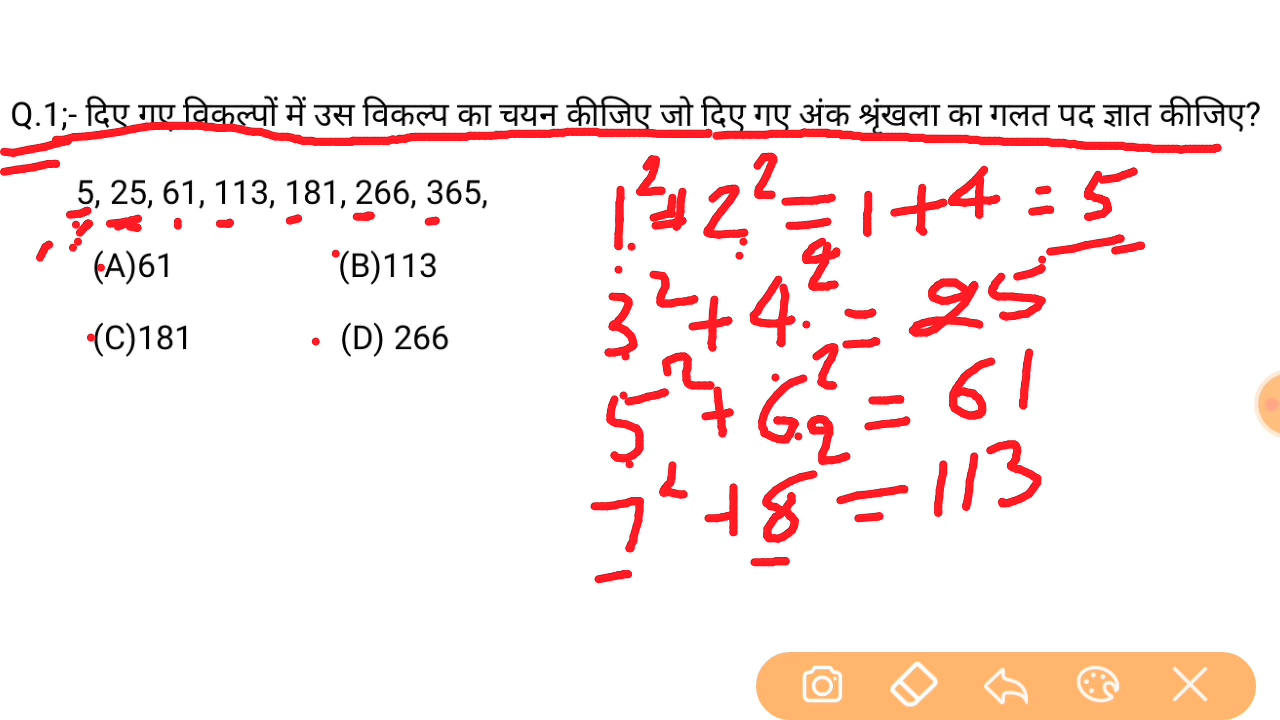 Q.1;- दिए गए विकल्पों में उस विकल्प का चयन कीजिए जो दिए गए अंक श्रृंखला का गलत पद ज्ञात कीजिए?
5, 25, 61, 113, 181, 266, 365,
(A)61 (B)113
(C)181 (D) 266
1²+2²=1+4=5
3²+4²=25
5²+6²=61
7²+8²=113